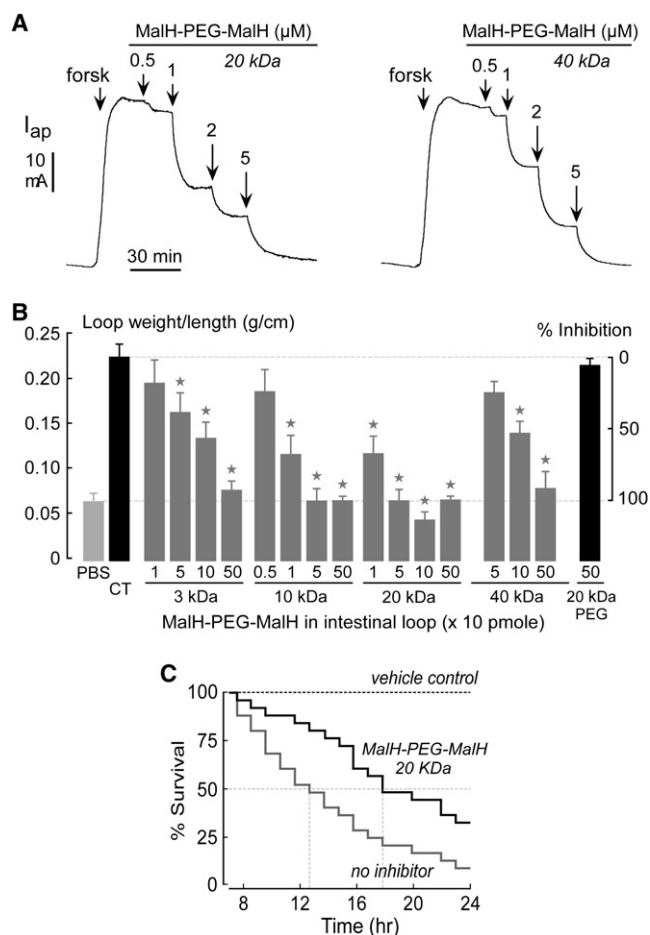 A
MalH-PEG-MalH (µM)
20 kDa
forsk
0.5
1
2
5
I ap
10
mA
30 min
MalH-PEG-MalH (µM)
40 kDa
forsk
0.5
1
2
5
B
Loop weight/length (g/cm)
% Inhibition
0.25
0.20
0.15
0.10
0.05
0
0
50
100
PBS
CT
1 5 10 50
3 kDa
0.5 1 5 50
10 kDa
1 5 10 50
20 kDa
5 10 50
40 kDa
50
20 kDa
PEG
MalH-PEG-MalH in intestinal loop (x 10 pmole)
C
% Survival
100
75
50
25
0
vehicle control
MalH-PEG-MalH
20 KDa
no inhibitor
8 12 16 20 24
Time (hr)